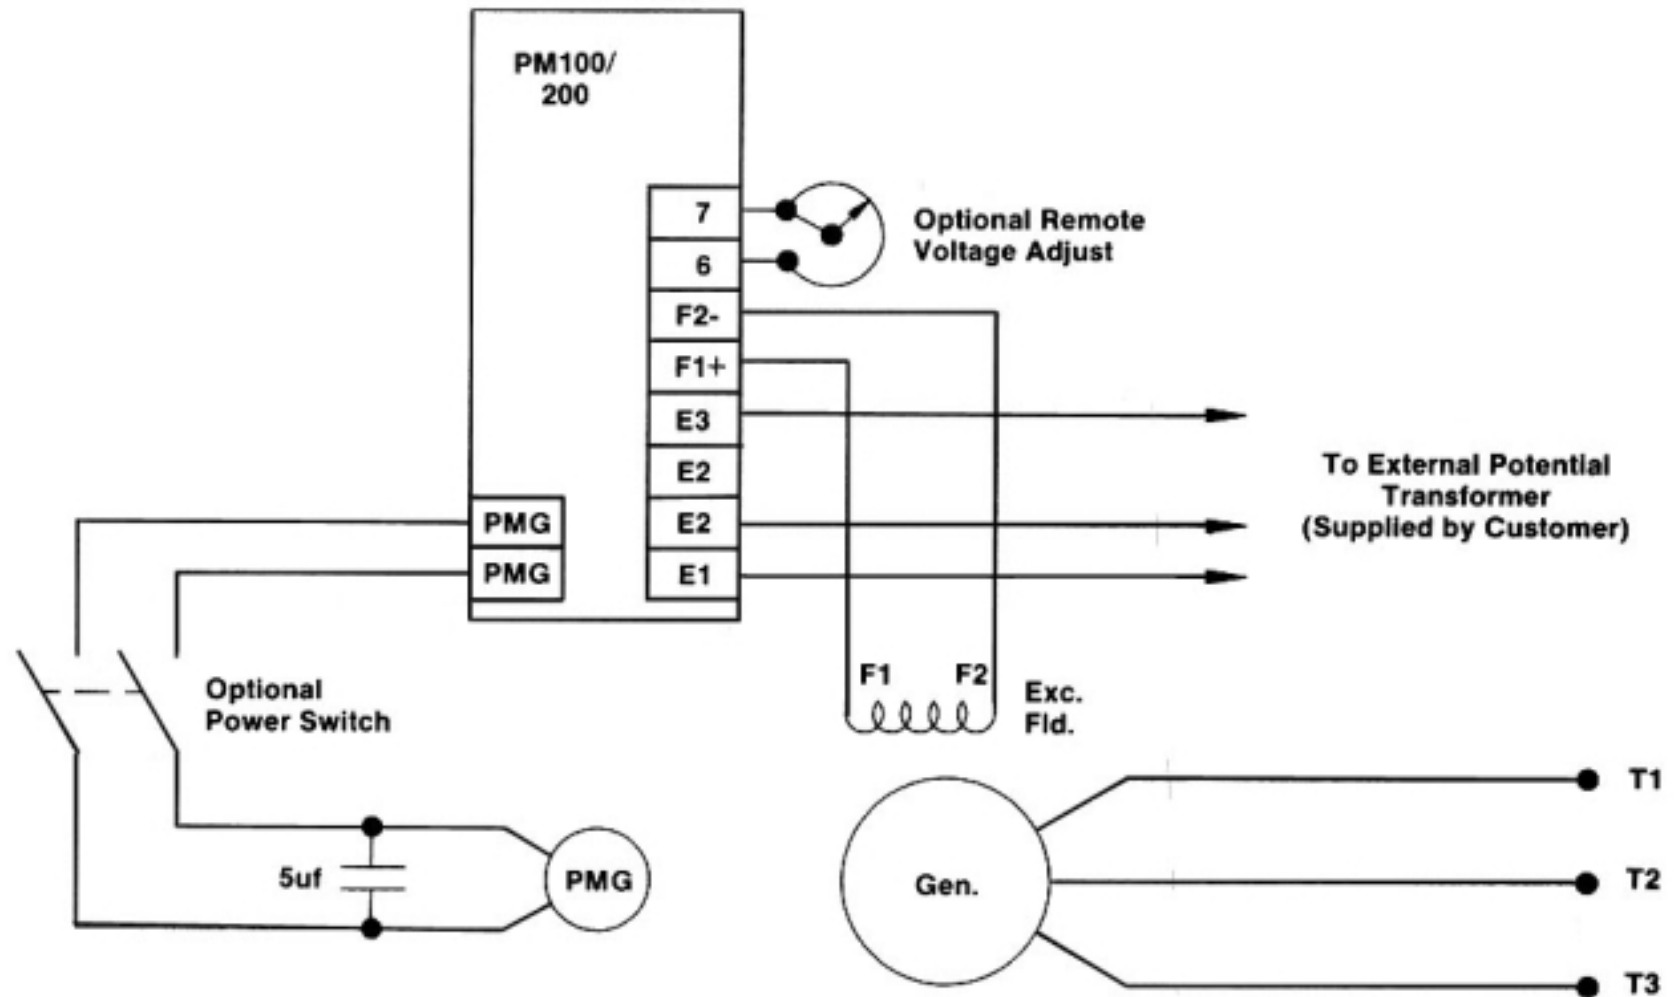 PM100/
200
7
6
F2-
F1+
E3
E2
E2
E1
PMG
PMG
Optional Remote
Voltage Adjust
To External Potential
Transformer
(Supplied by Customer)
Optional
Power Switch
F1 F2
Exc.
Fld.
5uf
PMG
Gen.
T1
T2
T3